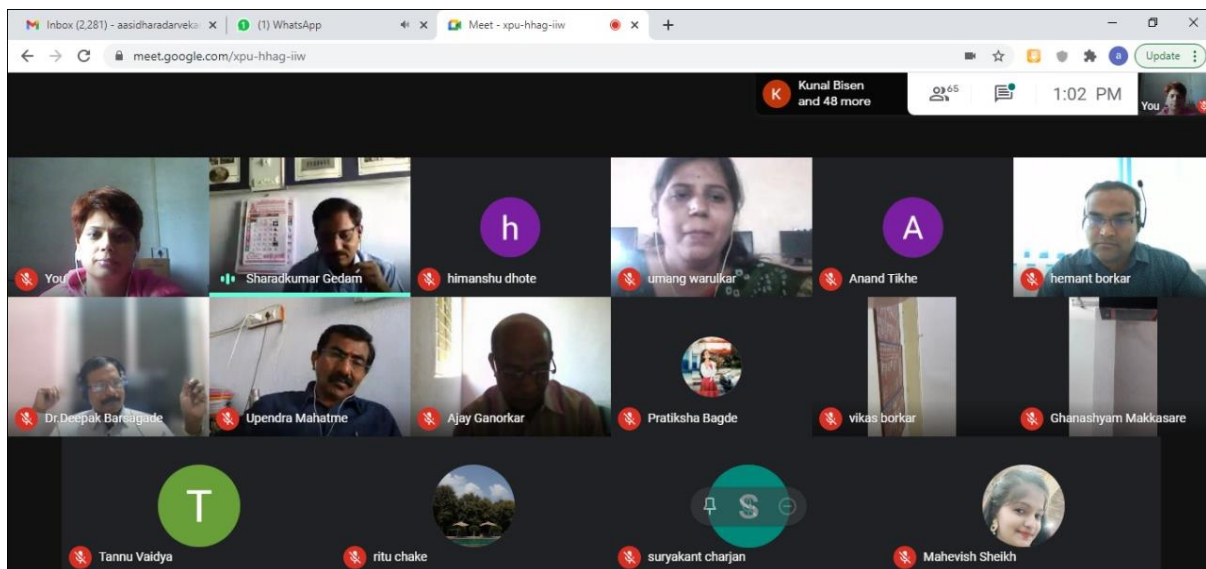 Inbox (2,281) - aasidharadarveka
(1) WhatsApp
Meet - xpu-hhag-iiw
meet.google.com/xpu-hhag-iiw
a
Update
K
Kunal Bisen
and 48 more
65
1:02 PM
You
You
Sharadkumar Gedam
h
himanshu dhote
umang warulkar
A
Anand Tikhe
hemant borkar
Dr.Deepak Barsagade
Upendra Mahatme
Ajay Ganorkar
Pratiksha Bagde
vikas borkar
Ghanashyam Makkasare
T
Tannu Vaidya
ritu chake
S
suryakant charjan
Mahevish Sheikh